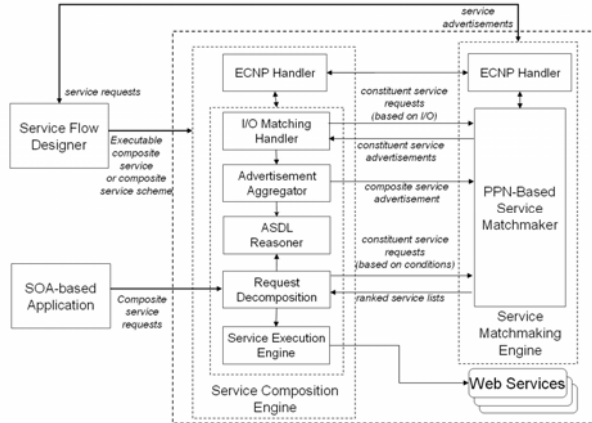 service
advertisements
ECNP Handler
ECNP Handler
service requests
constituent service
requests
(based on I/O)
Service Flow
Designer
Executable
composite
service
or composite
service scheme
I/O Matching
Handler
constituent service
advertisements
Advertisement
Aggregator
composite service
advertisement
PPN-Based
Service
Matchmaker
ASDL
Reasoner
constituent service
requests
(based on conditions)
SOA-based
Application
Composite
service
requests
Request
Decomposition
ranked service lists
Service Execution
Engine
Service
Matchmaking
Engine
Service Composition
Engine
Web Services